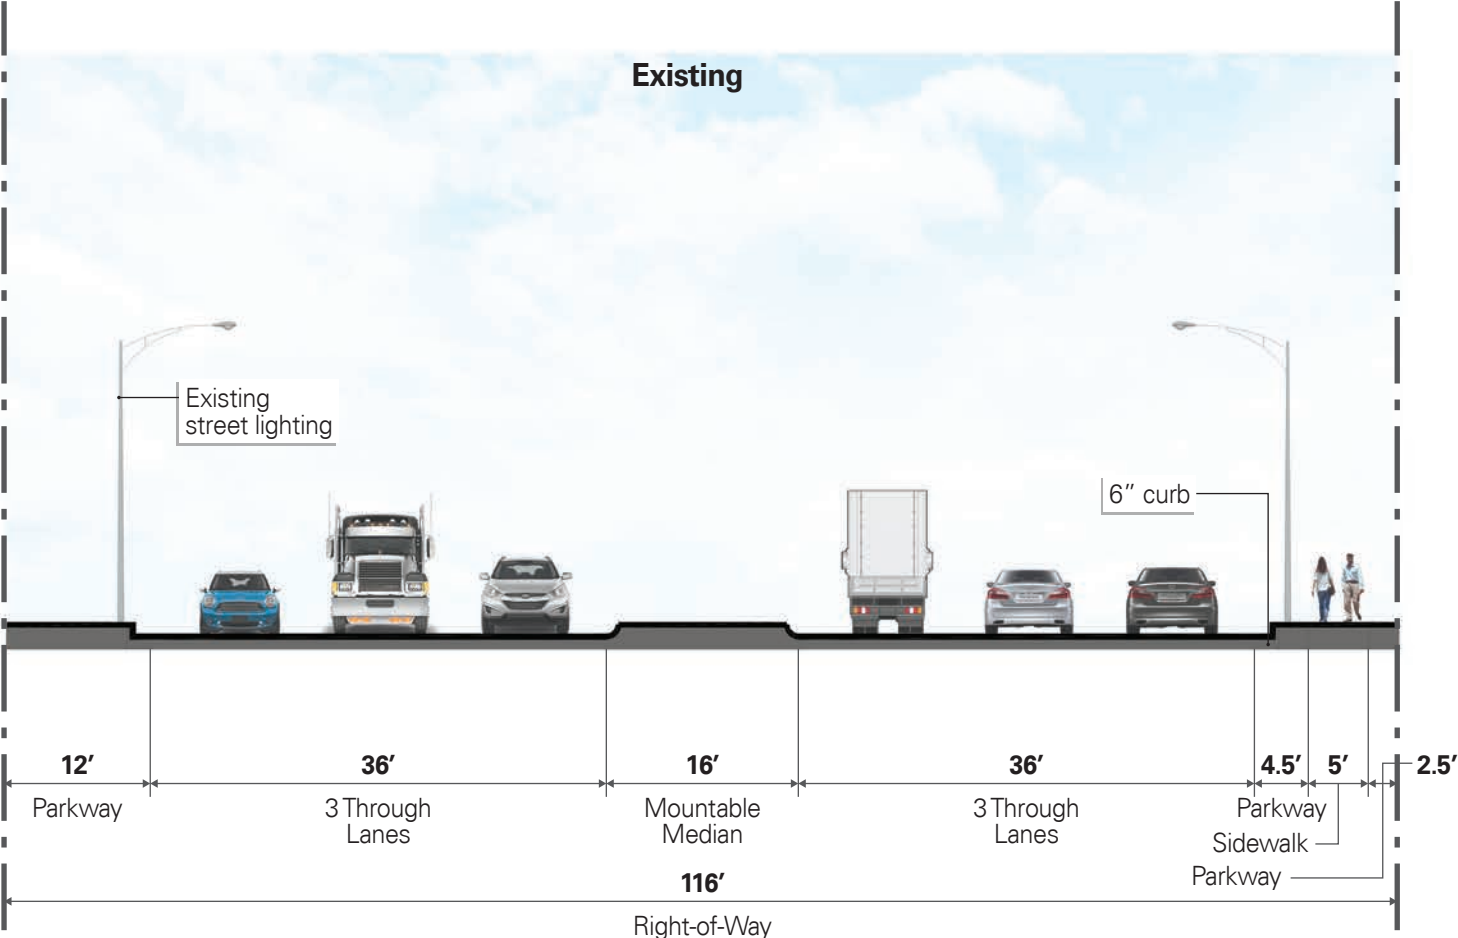 Existing
Existing
street lighting
6” curb
12’
36’
16’
36’
4.5’
5’
2.5’
Parkway
3 Through
Lanes
Mountable
Median
3 Through
Lanes
Parkway
Sidewalk
Parkway
116’
Right-of-Way